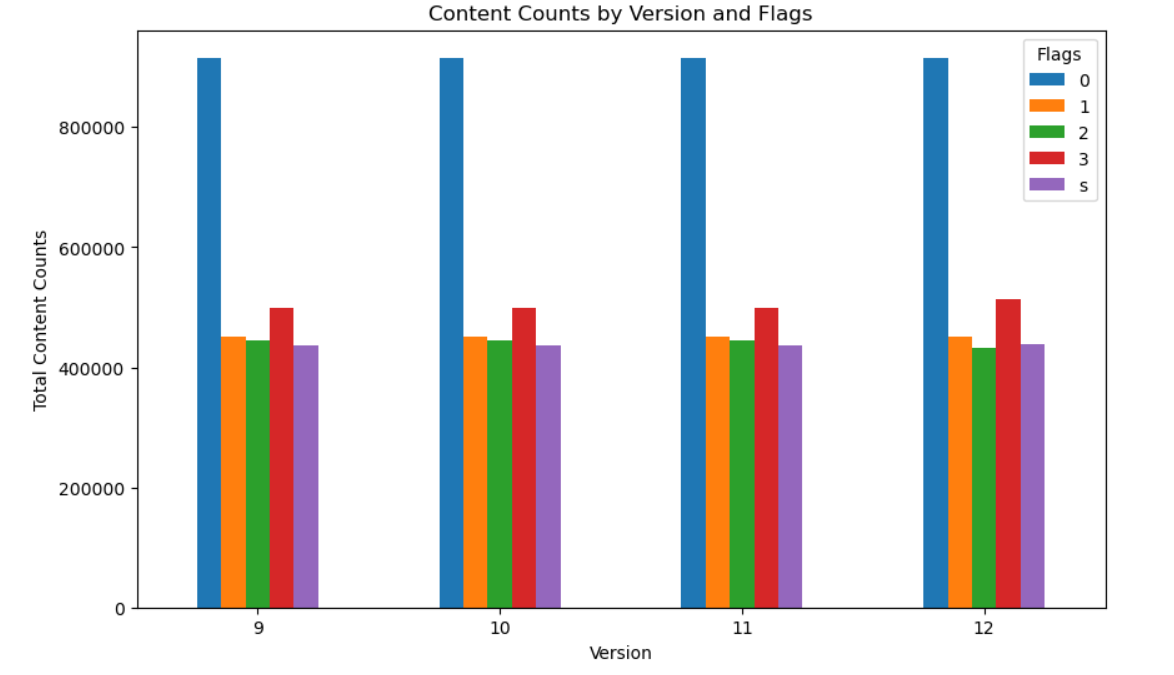 Content Counts by Version and Flags
Flags
0
1
2
3
s
Total Content Counts
800000
600000
400000
200000
0
9 10 11 12
Version